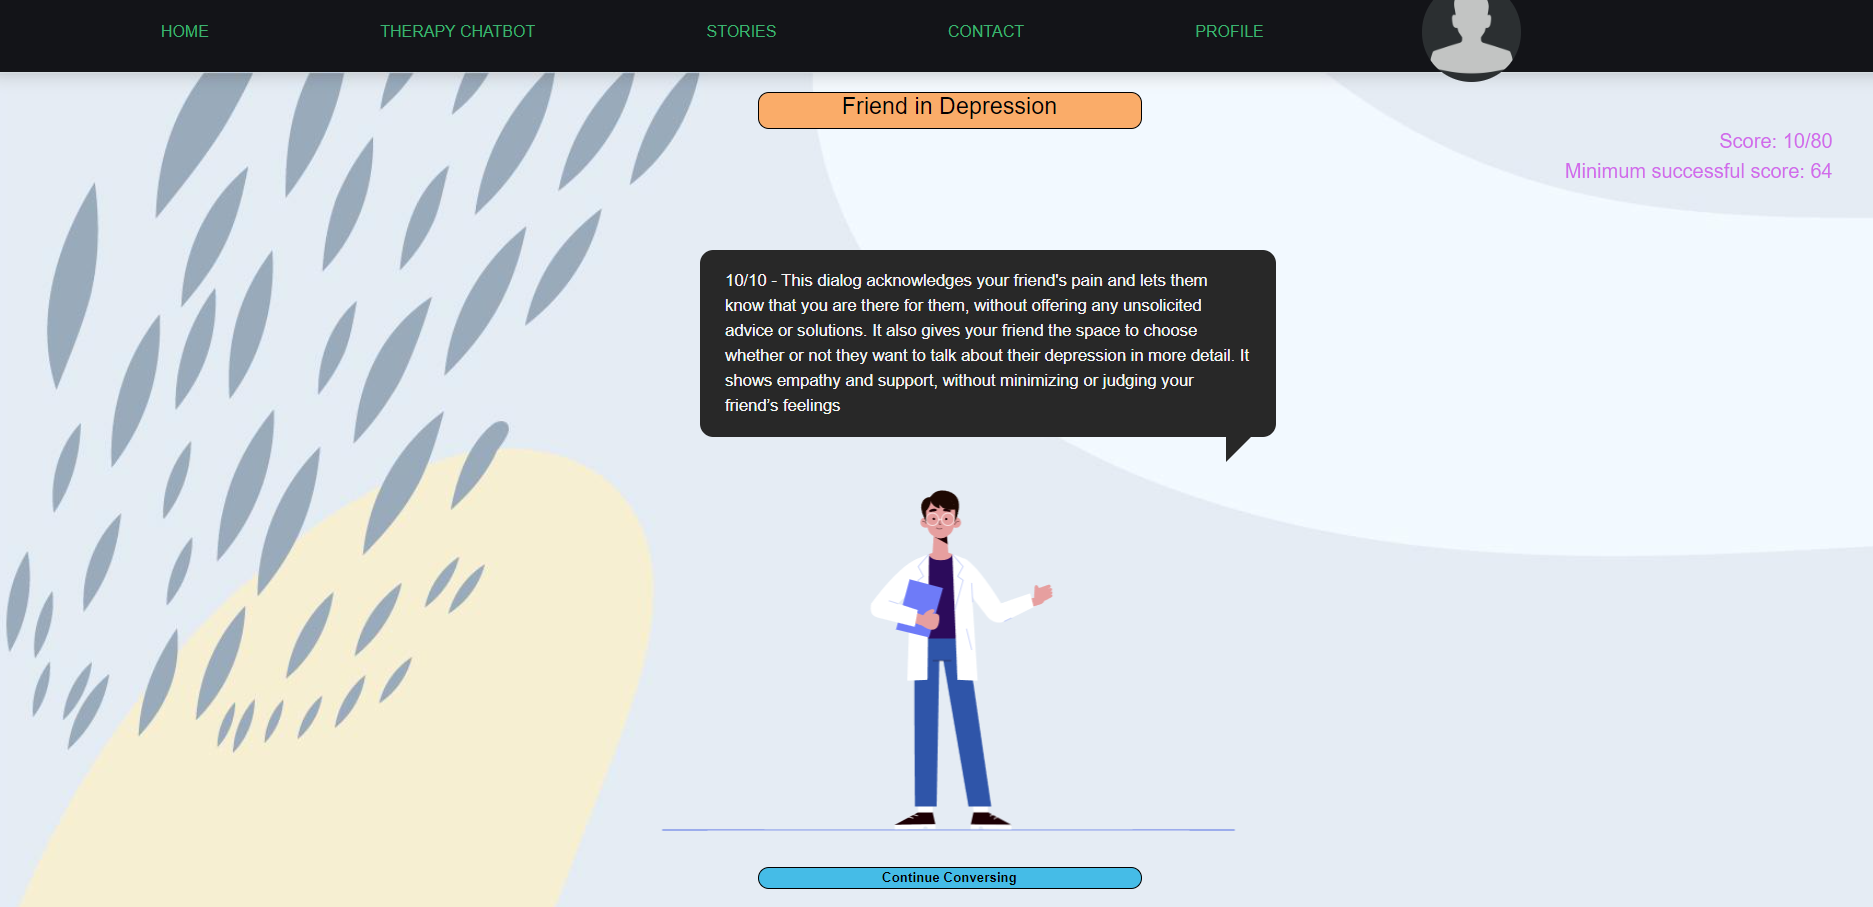 HOME THERAPY CHATBOT STORIES CONTACT PROFILE
Friend in Depression
Score: 10/80
Minimum successful score: 64
10/10 - This dialog acknowledges your friend's pain and lets them
know that you are there for them, without offering any unsolicited
advice or solutions. It also gives your friend the space to choose
whether or not they want to talk about their depression in more detail. It
shows empathy and support, without minimizing or judging your
friend’s feelings
Continue Conversing